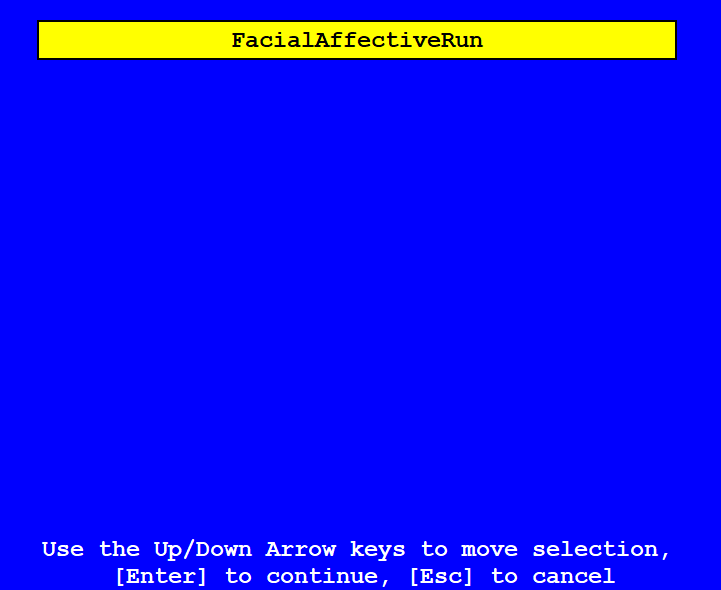 FacialAffectiveRun
Use the Up/Down Arrow keys to move selection,
[Enter] to continue, [Esc] to cancel